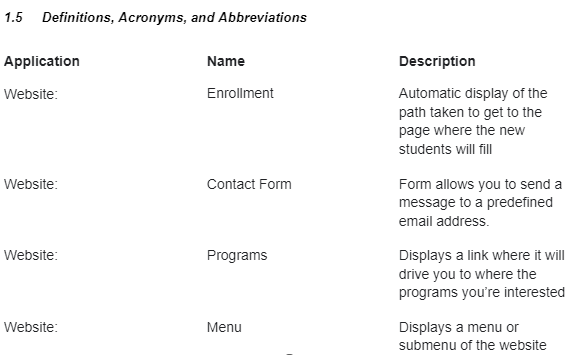 1.5 Definitions, Acronyms, and Abbreviations
Application Name Description
Website: Enrollment Automatic display of the
path taken to get to the
page where the new
students will fill
Website: Contact Form Form allows you to send a
message to a predefined
email address.
Website: Programs Displays a link where it will
drive you to where the
programs you're interested
Website: Menu Displays a menu or
submenu of the website